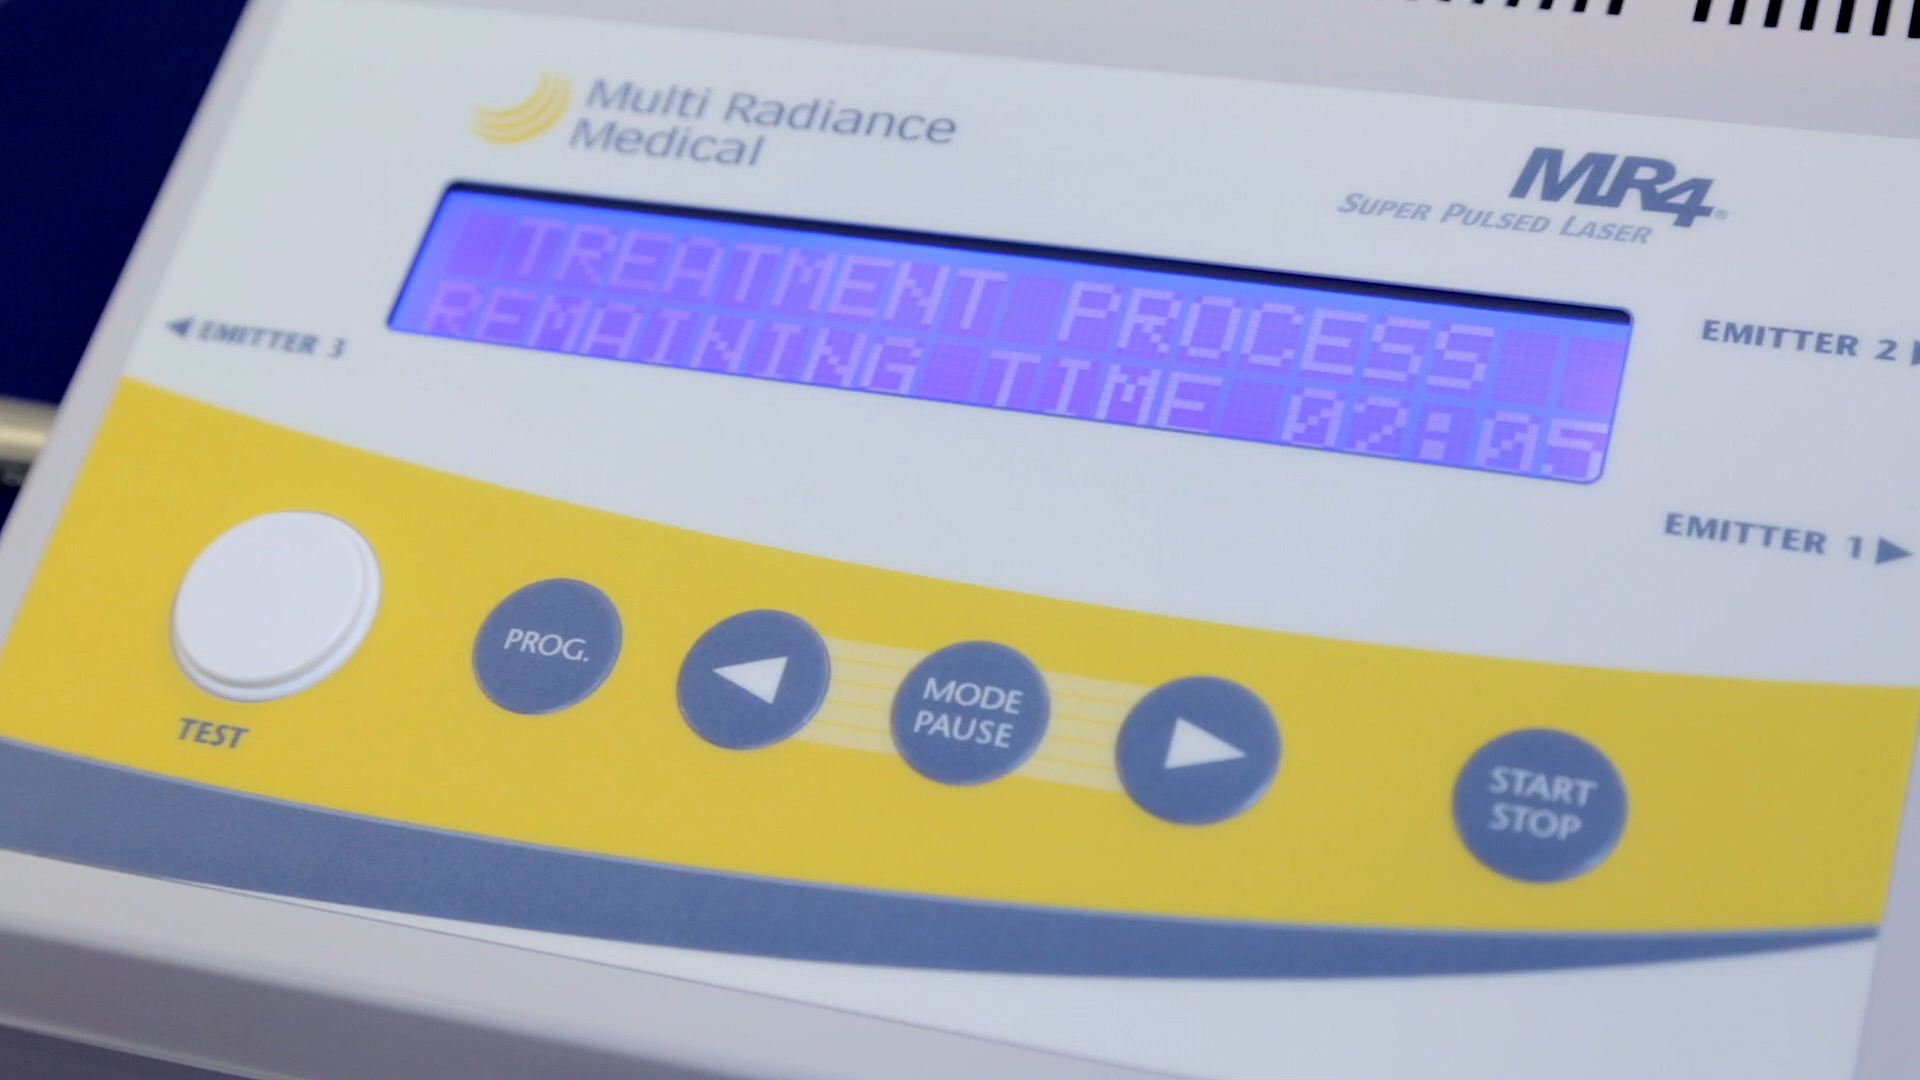 Multi Radiance
Medical
MR4®
SUPER PULSED LASER
TREATMENT PROCESS
REMAINING TIME 02:05
EMITTER 3
EMITTER 2
EMITTER 1
TEST
PROG.
MODE
PAUSE
START
STOP